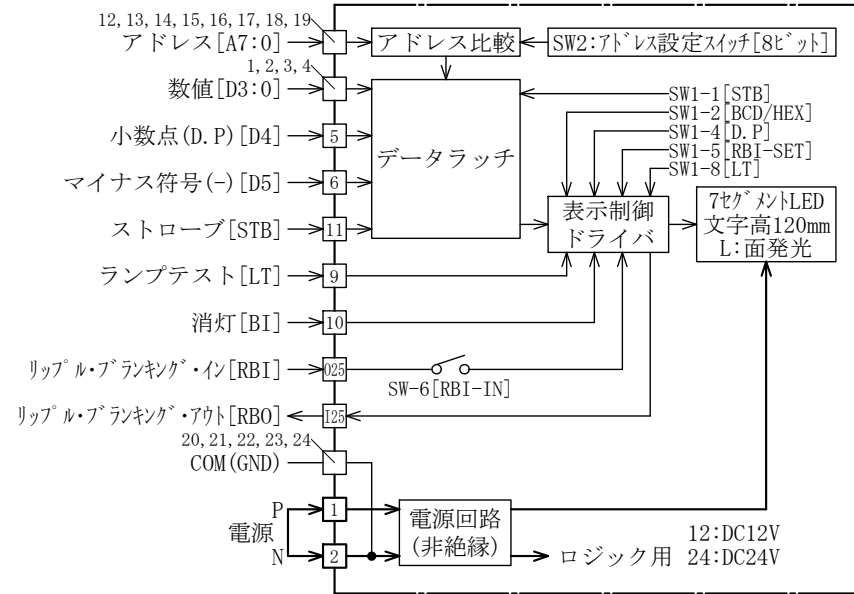 12,13,14,15,16,17,18,19
アドレス[A7:0]
アドレス比較
SW2:アドレス設定スイッチ[8ビット]
1,2,3,4
数値[D3:0]
データラッチ
SW1-1[STB]
SW1-2[BCD/HEX]
SW1-4[D.P]
SW1-5[RBI-SET]
SW1-8[LT]
小数点(D.P)[D4]
5
マイナス符号(-)[D5]
6
ストローブ[STB]
11
表示制御
ドライバ
7セグメントLED
文字高120mm
L:面発光
ランプテスト[LT]
9
消灯[BI]
10
リップル・ブランキング・イン[RBI]
O25
SW-6[RBI-IN]
リップル・ブランキング・アウト[RBO]
I25
20,21,22,23,24
COM(GND)
P
1
電源
N
2
電源回路
(非絶縁)
ロジック用
12:DC12V
24:DC24V